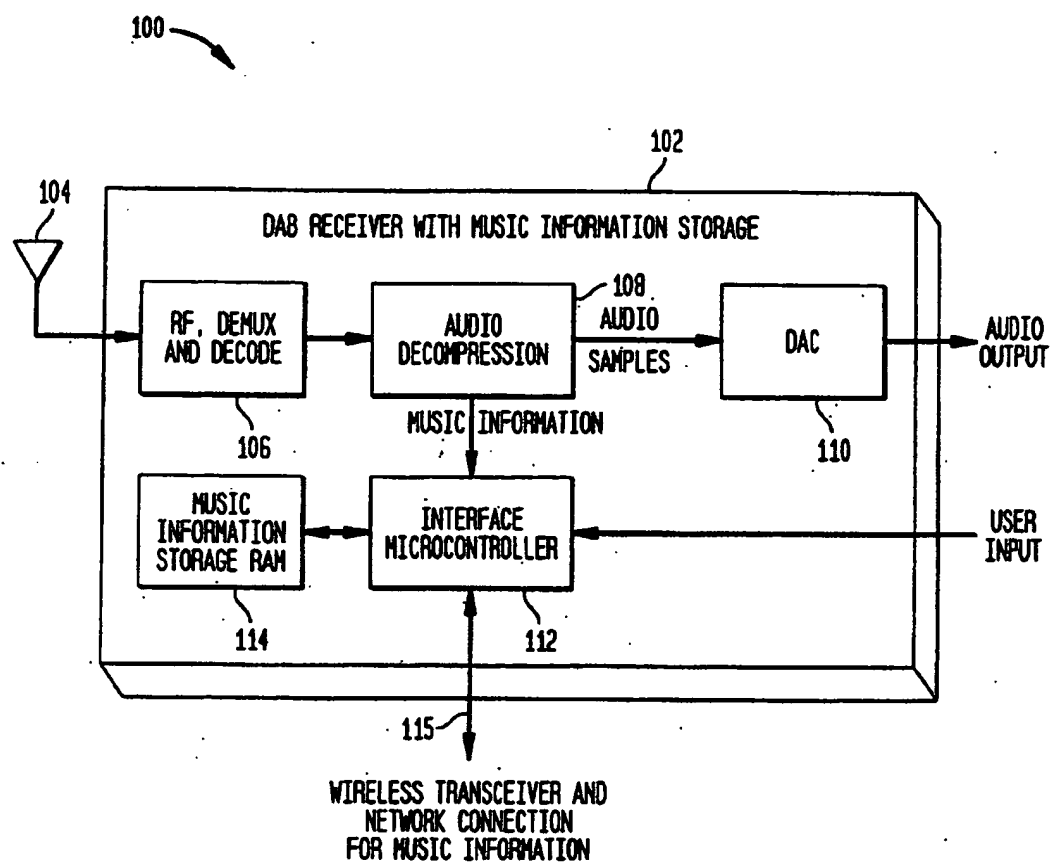 100
102
104
DAB RECEIVER WITH MUSIC INFORMATION STORAGE
RF, DEMUX
AND DECODE
106
AUDIO
DECOMPRESSION
108
AUDIO
SAMPLES
DAC
110
AUDIO
OUTPUT
MUSIC INFORMATION
MUSIC
INFORMATION
STORAGE RAM
114
INTERFACE
MICROCONTROLLER
112
USER
INPUT
115
WIRELESS TRANSCEIVER AND
NETWORK CONNECTION
FOR MUSIC INFORMATION